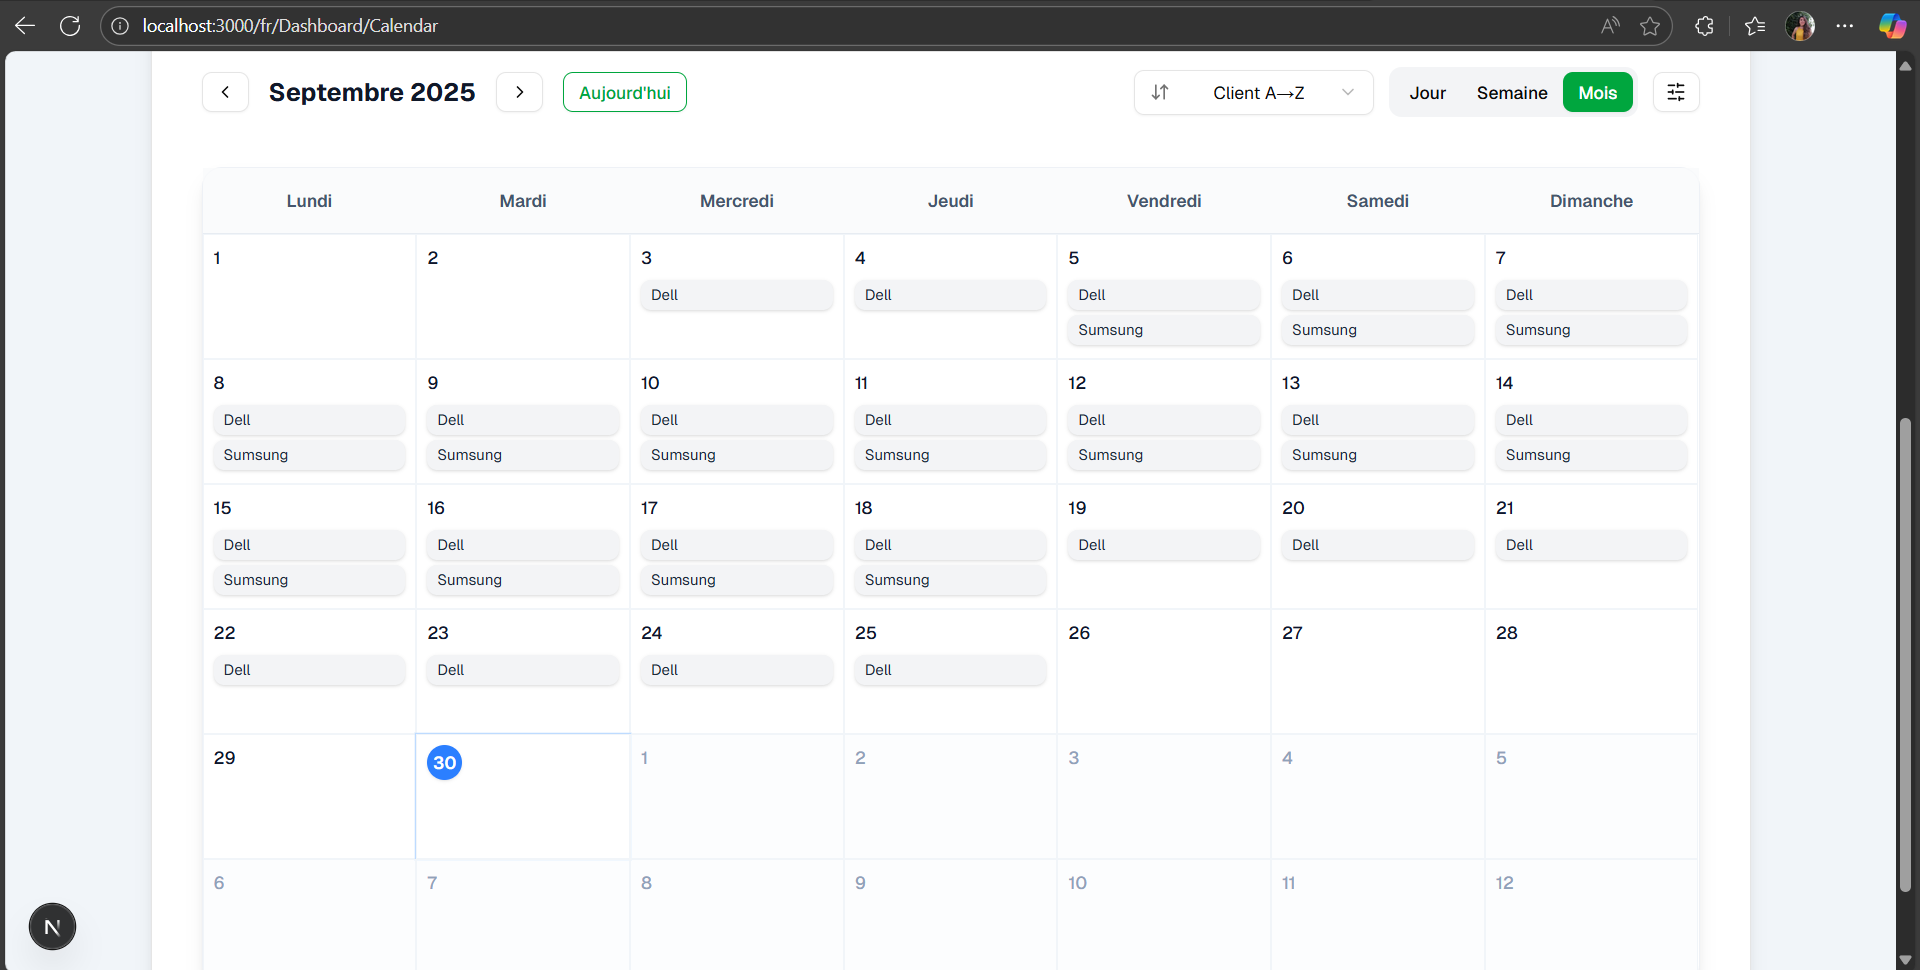 localhost:3000/fr/Dashboard/Calendar
Septembre 2025
Aujourd'hui
Client A→Z
Jour
Semaine
Mois
Lundi Mardi Mercredi Jeudi Vendredi Samedi Dimanche
1 2 3 4 5 6 7
Dell Dell Dell Dell Dell
Sumsung Sumsung Sumsung
8 9 10 11 12 13 14
Dell Dell Dell Dell Dell Dell Dell
Sumsung Sumsung Sumsung Sumsung Sumsung Sumsung Sumsung
15 16 17 18 19 20 21
Dell Dell Dell Dell Dell Dell Dell
Sumsung Sumsung Sumsung Sumsung
22 23 24 25 26 27 28
Dell Dell Dell Dell
29 30 1 2 3 4 5
6 7 8 9 10 11 12
N